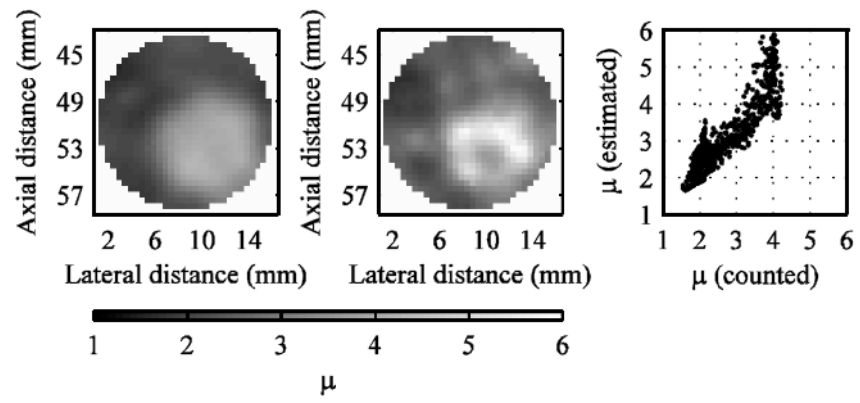 Axial distance (mm)
45
49
53
57
2 6 10 14
Lateral distance (mm)
Axial distance (mm)
45
49
53
57
2 6 10 14
Lateral distance (mm)
μ (estimated)
6
5
4
3
2
1
1 2 3 4 5 6
μ (counted)
1 2 3 4 5 6
μ